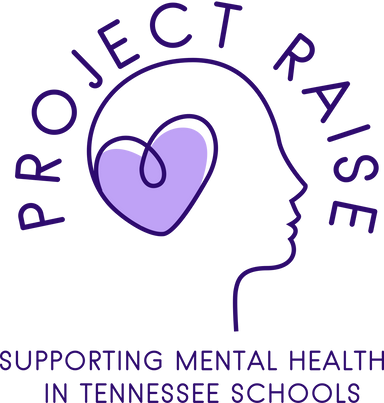 PROJECT RAISE
SUPPORTING MENTAL HEALTH
IN TENNESSEE SCHOOLS